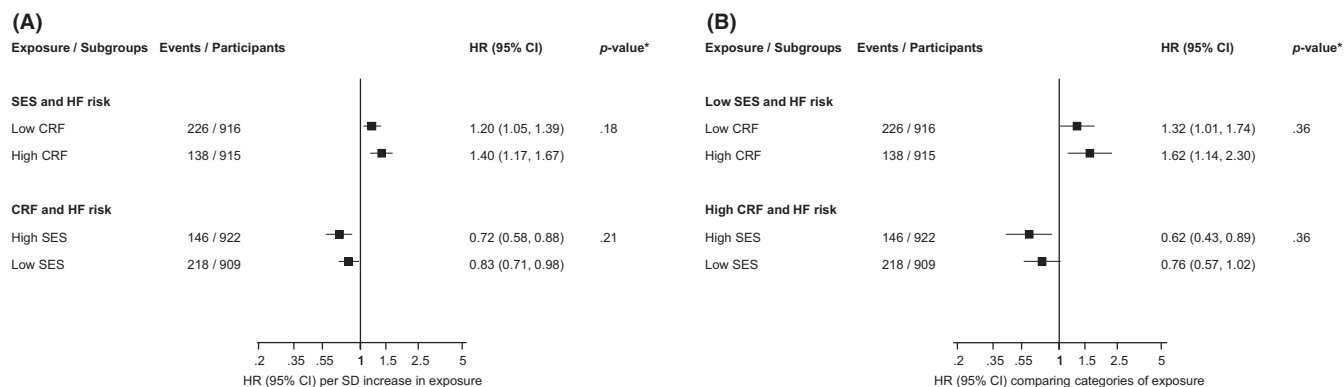 (A)
Exposure / Subgroups Events / Participants HR (95% CI) p-value*
SES and HF risk
Low CRF 226 / 916 1.20 (1.05, 1.39) .18
High CRF 138 / 915 1.40 (1.17, 1.67)
CRF and HF risk
High SES 146 / 922 0.72 (0.58, 0.88) .21
Low SES 218 / 909 0.83 (0.71, 0.98)
.2 .35 .55 1 1.5 2.5 5
HR (95% CI) per SD increase in exposure
(B)
Exposure / Subgroups Events / Participants HR (95% CI) p-value*
Low SES and HF risk
Low CRF 226 / 916 1.32 (1.01, 1.74) .36
High CRF 138 / 915 1.62 (1.14, 2.30)
High CRF and HF risk
High SES 146 / 922 0.62 (0.43, 0.89) .36
Low SES 218 / 909 0.76 (0.57, 1.02)
.2 .35 .55 1 1.5 2.5 5
HR (95% CI) comparing categories of exposure